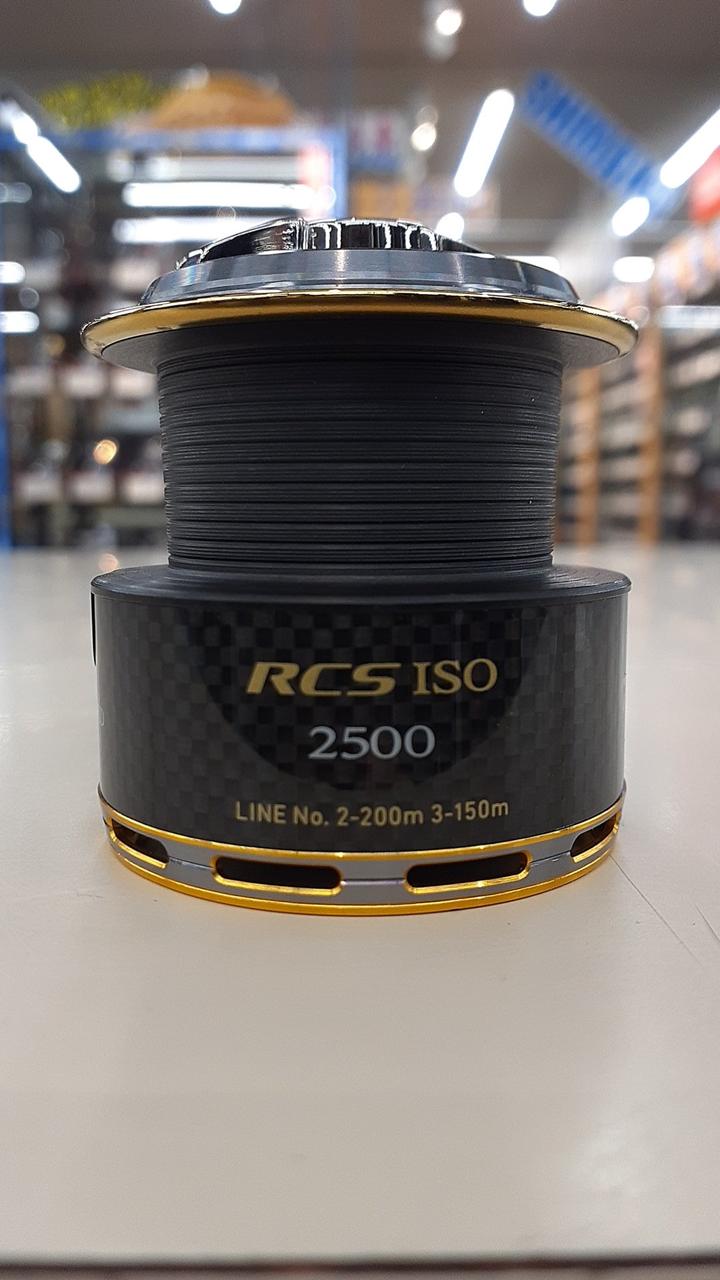 RCS ISO
2500
LINE No. 2-200m 3-150m